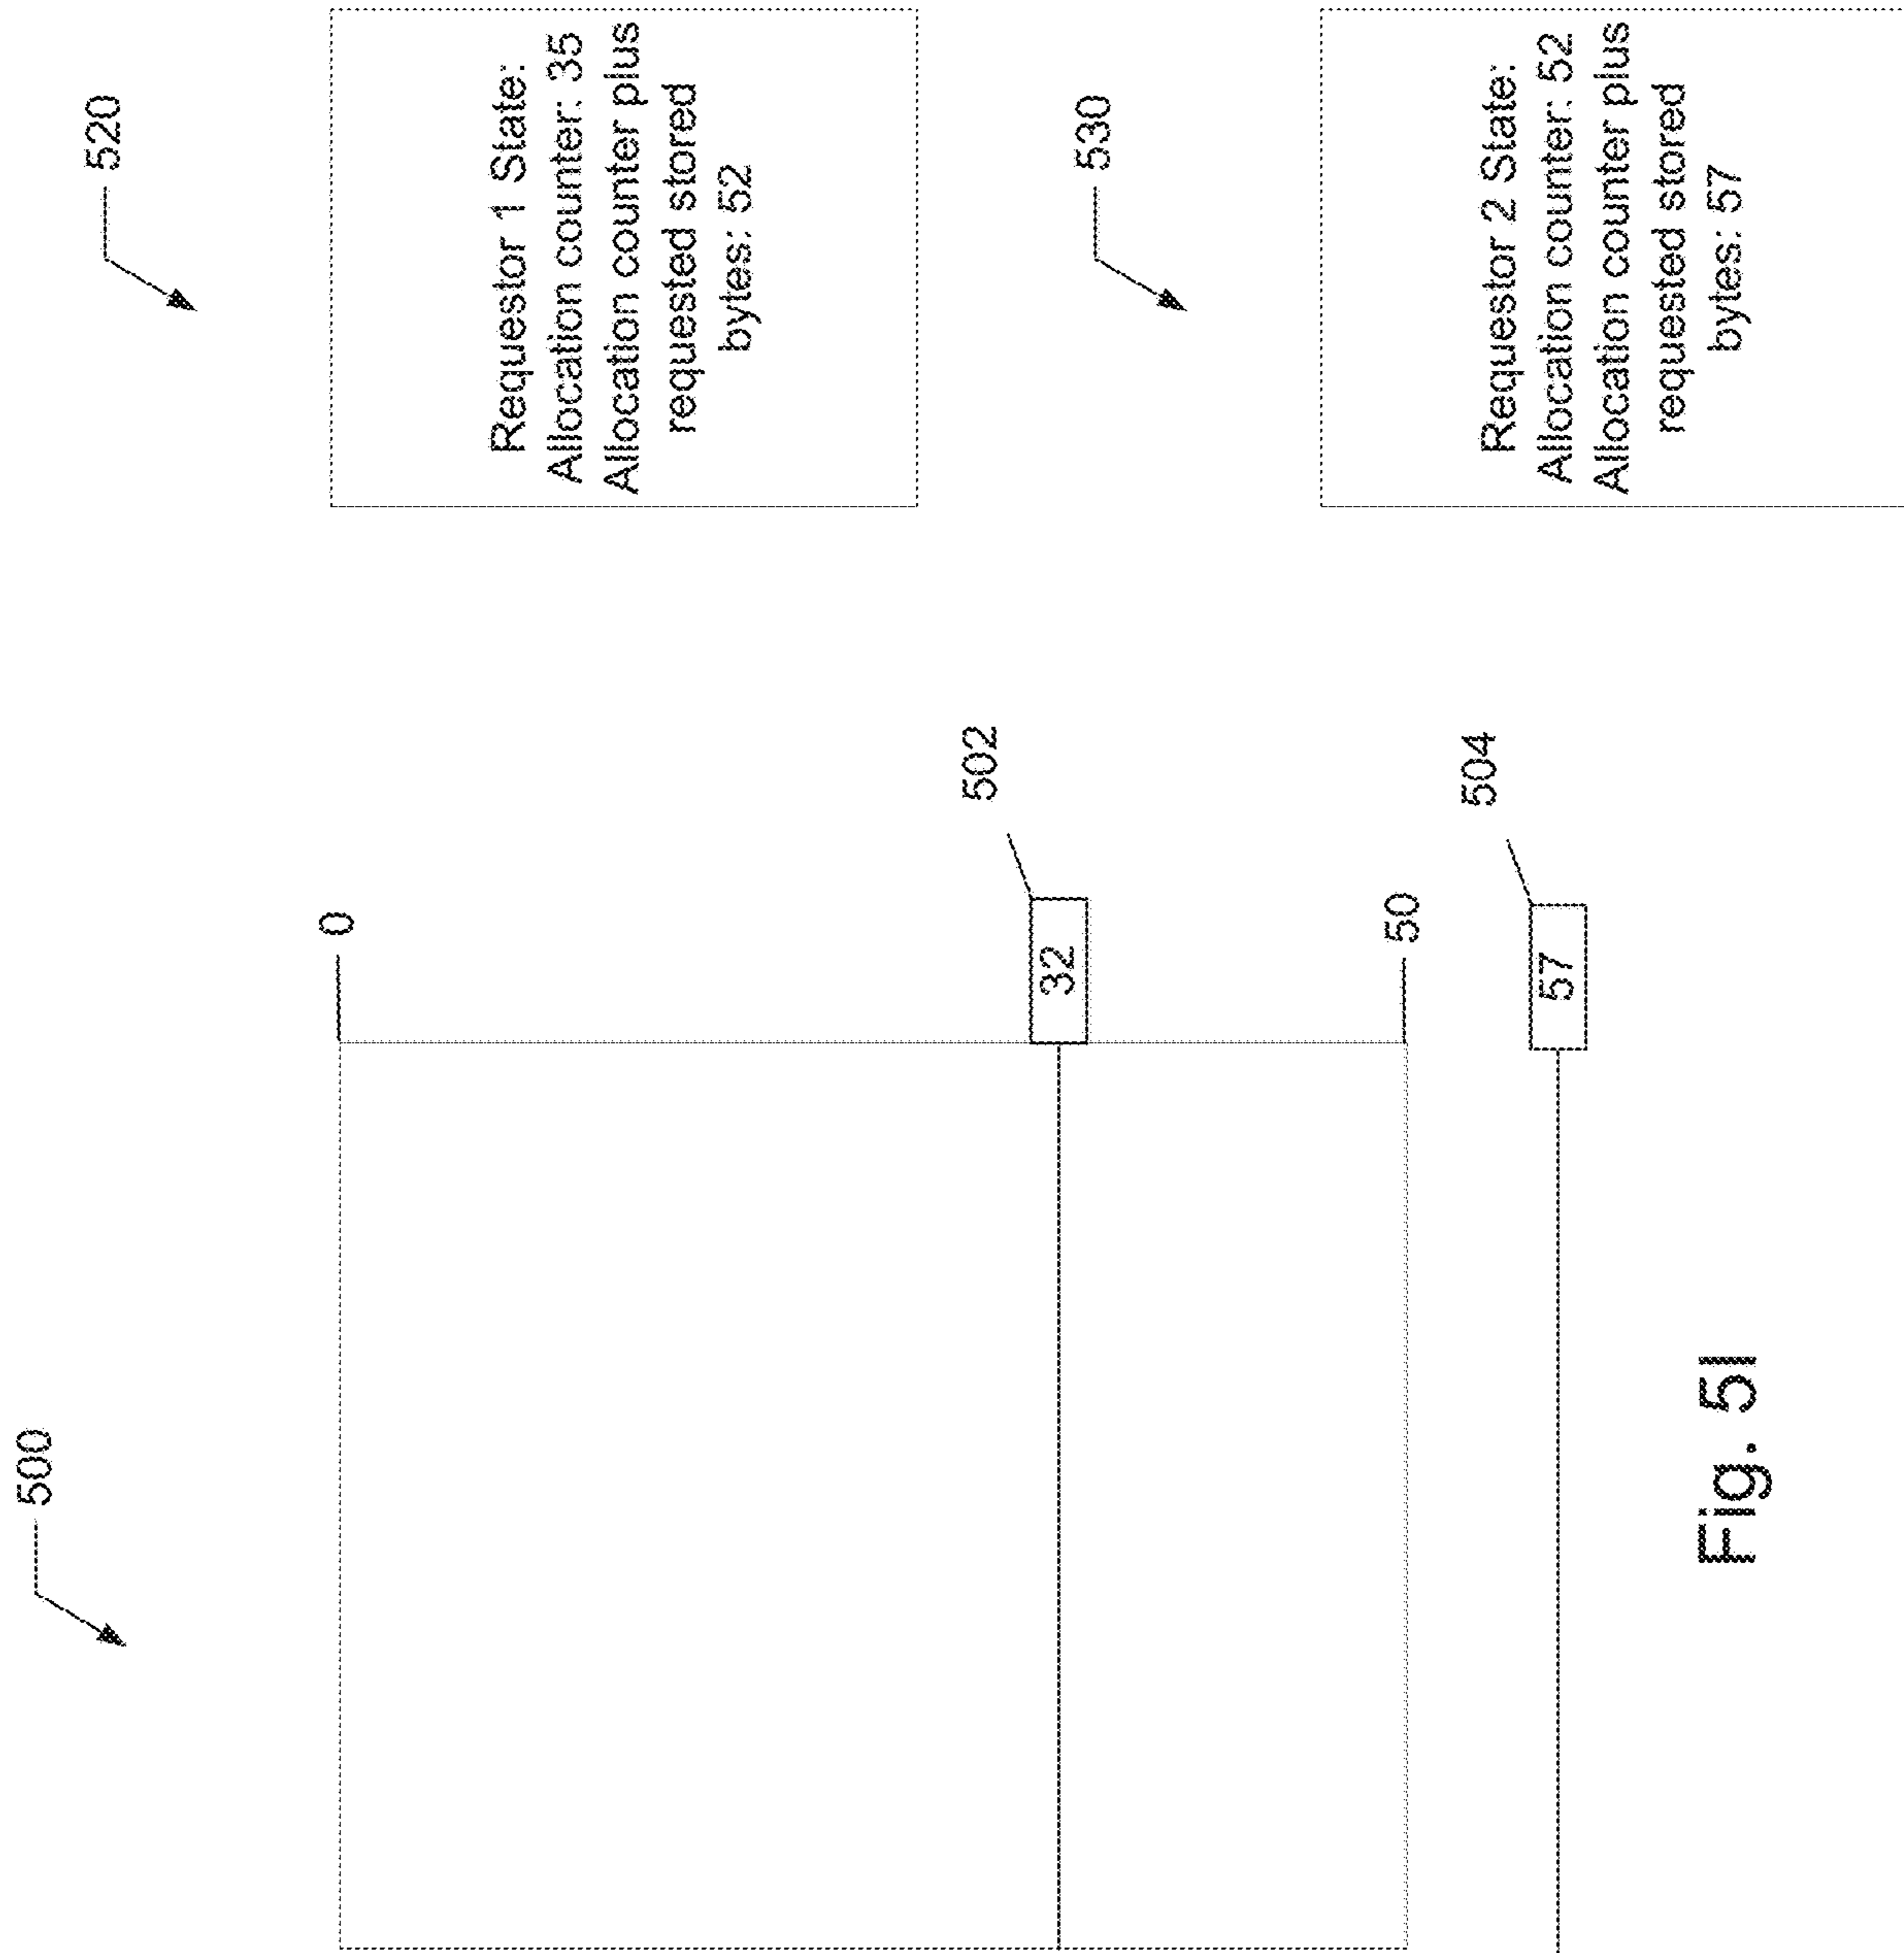 500
520
0
Requestor 1 State:
Allocation counter: 35
Allocation counter plus
requested stored
bytes: 52
502
32
530
50
504
57
Requestor 2 State:
Allocation counter: 52
Allocation counter plus
requested stored
bytes: 57
Fig. 5I